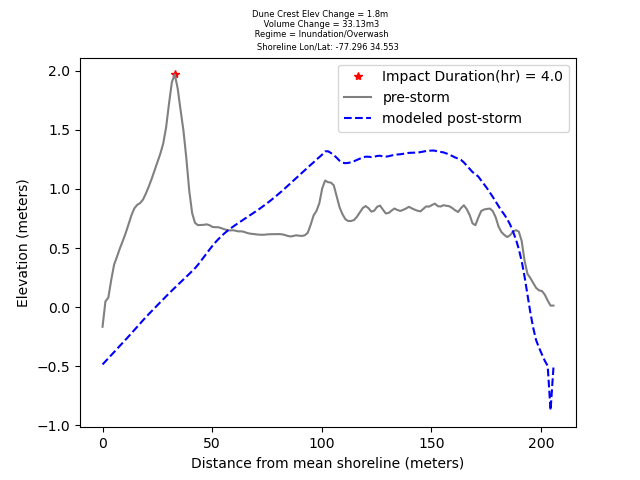 Dune Crest Elev Change = 1.8m
Volume Change = 33.13m3
Regime = Inundation/Overwash
Shoreline Lon/Lat: -77.296 34.553
Impact Duration(hr) = 4.0
pre-storm
modeled post-storm
Elevation (meters)
2.0
1.5
1.0
0.5
0.0
−0.5
−1.0
0 50 100 150 200
Distance from mean shoreline (meters)